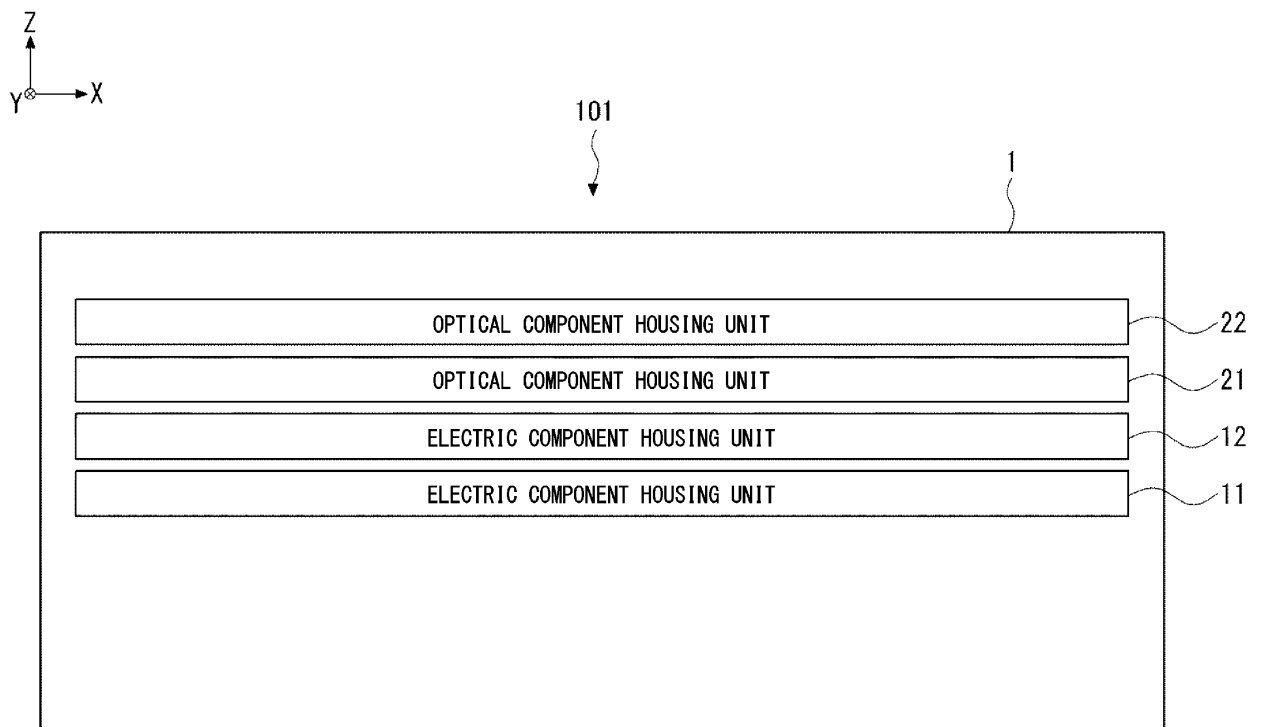 Z
Y X
101
1
OPTICAL COMPONENT HOUSING UNIT 22
OPTICAL COMPONENT HOUSING UNIT 21
ELECTRIC COMPONENT HOUSING UNIT 12
ELECTRIC COMPONENT HOUSING UNIT 11